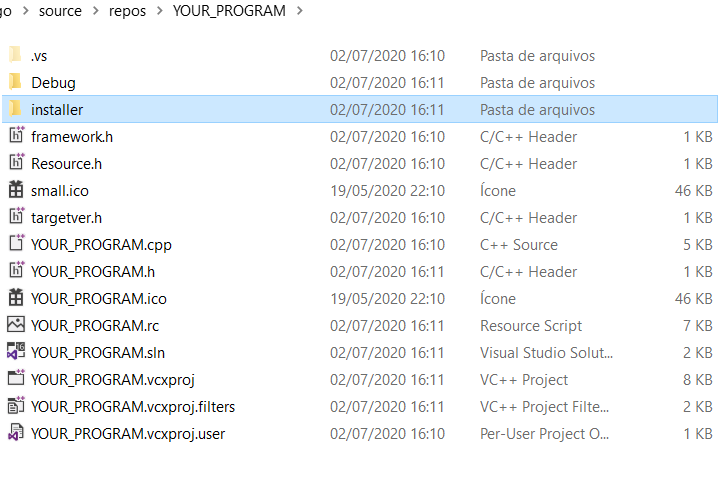 go > source > repos > YOUR_PROGRAM >
.vs 02/07/2020 16:10 Pasta de arquivos
Debug 02/07/2020 16:11 Pasta de arquivos
installer 02/07/2020 16:11 Pasta de arquivos
framework.h 02/07/2020 16:10 C/C++ Header 1 KB
Resource.h 02/07/2020 16:10 C/C++ Header 1 KB
small.ico 19/05/2020 22:10 Ícone 46 KB
targetver.h 02/07/2020 16:10 C/C++ Header 1 KB
YOUR_PROGRAM.cpp 02/07/2020 16:10 C++ Source 5 KB
YOUR_PROGRAM.h 02/07/2020 16:11 C/C++ Header 1 KB
YOUR_PROGRAM.ico 19/05/2020 22:10 Ícone 46 KB
YOUR_PROGRAM.rc 02/07/2020 16:11 Resource Script 7 KB
YOUR_PROGRAM.sln 02/07/2020 16:11 Visual Studio Solut... 2 KB
YOUR_PROGRAM.vcxproj 02/07/2020 16:11 VC++ Project 8 KB
YOUR_PROGRAM.vcxproj.filters 02/07/2020 16:11 VC++ Project Filte... 2 KB
YOUR_PROGRAM.vcxproj.user 02/07/2020 16:10 Per-User Project O... 1 KB